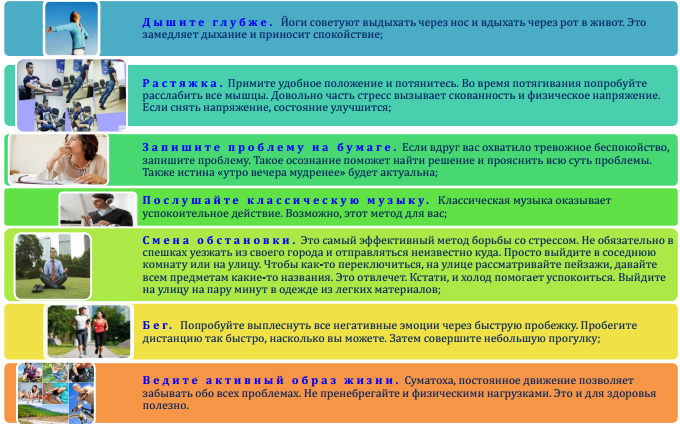 Дышите глубже. Йоги советуют выдыхать через нос и вдыхать через рот в живот. Это
замедляет дыхание и приносит спокойствие;
Растяжка. Примите удобное положение и потянитесь. Во время потягивания попробуйте
расслабить все мышцы. Довольно часть стресс вызывает скованность и физическое напряжение.
Если снять напряжение, состояние улучшится;
Запишите проблему на бумаге. Если вдруг вас охватило тревожное беспокойство,
запишите проблему. Такое осознание поможет найти решение и прояснить всю суть проблемы.
Также истина «утро вечера мудренее» будет актуальна;
Послушайте классическую музыку. Классическая музыка оказывает
успокоительное действие. Возможно, этот метод для вас;
Смена обстановки. Это самый эффективный метод борьбы со стрессом. Не обязательно в
спешках уезжать из своего города и отправляться неизвестно куда. Просто выйдите в соседнюю
комнату или на улицу. Чтобы как-то переключиться, на улице рассматривайте пейзажи, давайте
всем предметам какие-то названия. Это отвлечет. Кстати, и холод помогает успокоиться. Выйдите
на улицу на пару минут в одежде из легких материалов;
Бег. Попробуйте выплеснуть все негативные эмоции через быструю пробежку. Пробегите
дистанцию так быстро, насколько вы можете. Затем совершите небольшую прогулку;
Ведите активный образ жизни. Суматоха, постоянное движение позволяет
забывать обо всех проблемах. Не пренебрегайте и физическими нагрузками. Это и для здоровья
полезно.